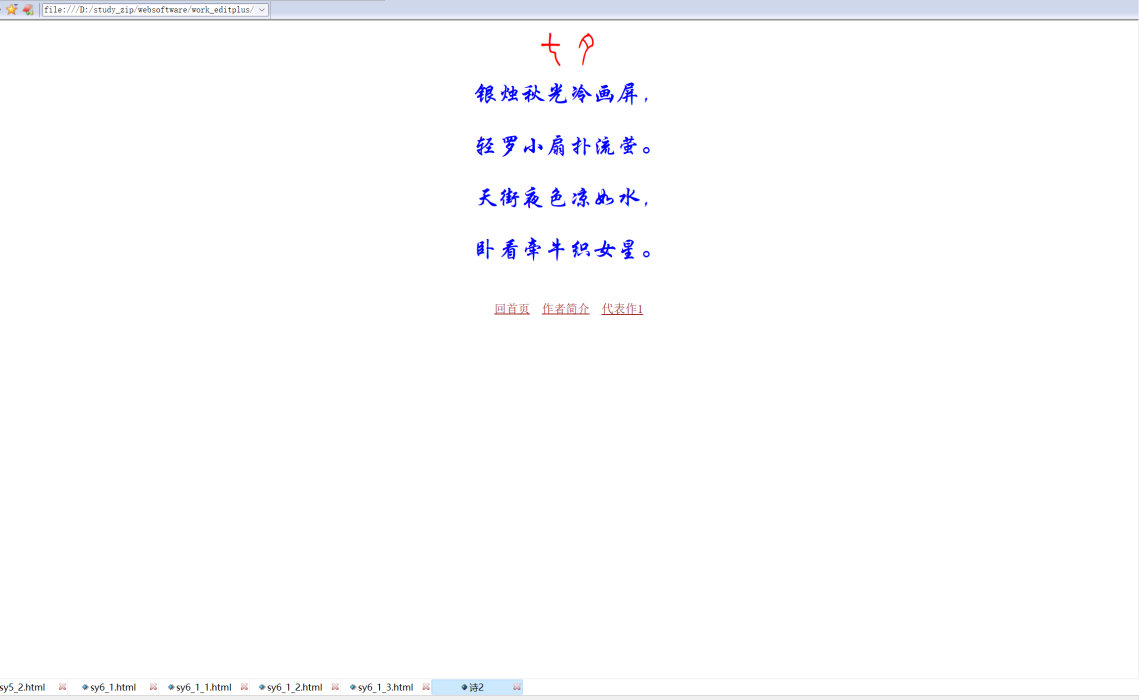 file:///D:/study_zip/websoftware/work_editplus/
银烛秋光冷画屏，
轻罗小扇扑流萤。
天街夜色凉如水，
卧看牵牛织女星。
回首页 作者简介 代表作1
sy5_2.html sy6_1.html sy6_1_1.html sy6_1_2.html sy6_1_3.html 诗2